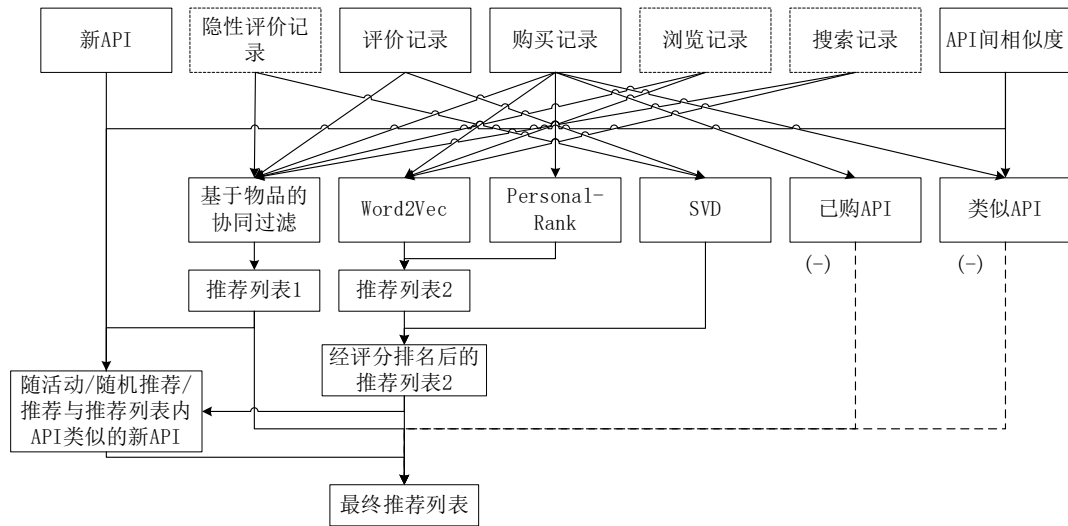 新API
隐性评价记
录
评价记录
购买记录
浏览记录
搜索记录
API间相似度
基于物品的
协同过滤
Word2Vec
Personal-
Rank
SVD
已购API
类似API
(-)
(-)
推荐列表1
推荐列表2
经评分排名后的
推荐列表2
随活动/随机推荐/
推荐与推荐列表内
API类似的新API
最终推荐列表